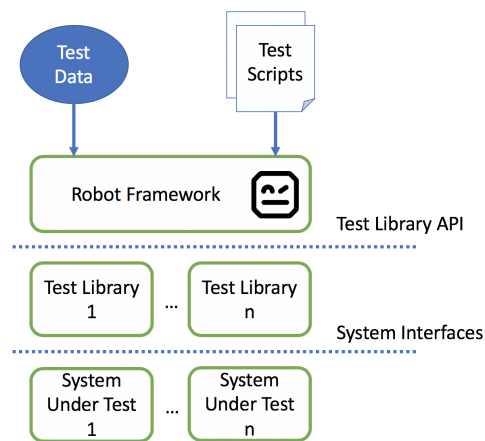 Test
Data
Test
Scripts
Robot Framework
Test Library API
Test Library
1
...
Test Library
n
System Interfaces
System
Under Test
1
...
System
Under Test
n